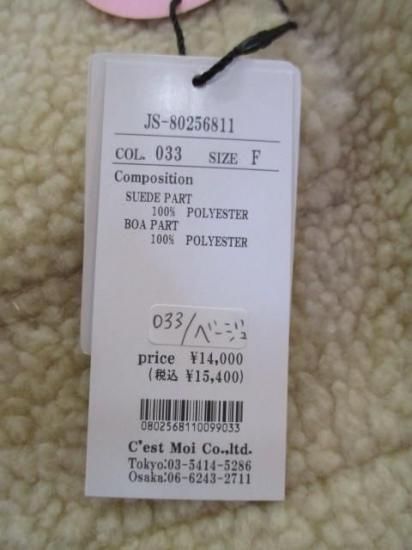 JS-80256811
COL. 033 SIZE F
Composition
SUEDE PART
100% POLYESTER
BOA PART
100% POLYESTER
033/ベージュ
price ¥14,000
(税込 ¥15,400)
0802568110099033
C'est Moi Co.,ltd.
Tokyo:03-5414-5286
Osaka:06-6243-2711